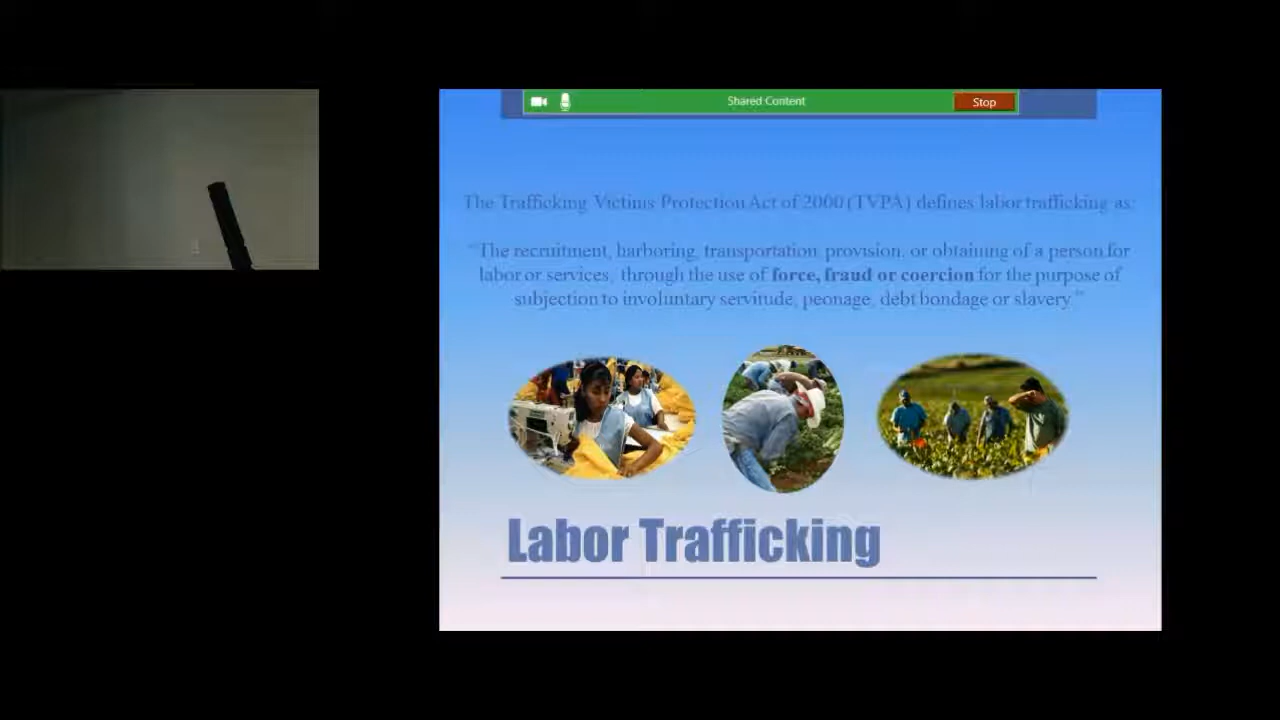 Shared Content
Stop
The Trafficking Victims Protection Act of 2000 (TVPA) defines labor trafficking as:
“The recruitment, harboring, transportation, provision, or obtaining of a person for
labor or services, through the use of force, fraud or coercion for the purpose of
subjection to involuntary servitude, peonage, debt bondage or slavery.”
Labor Trafficking